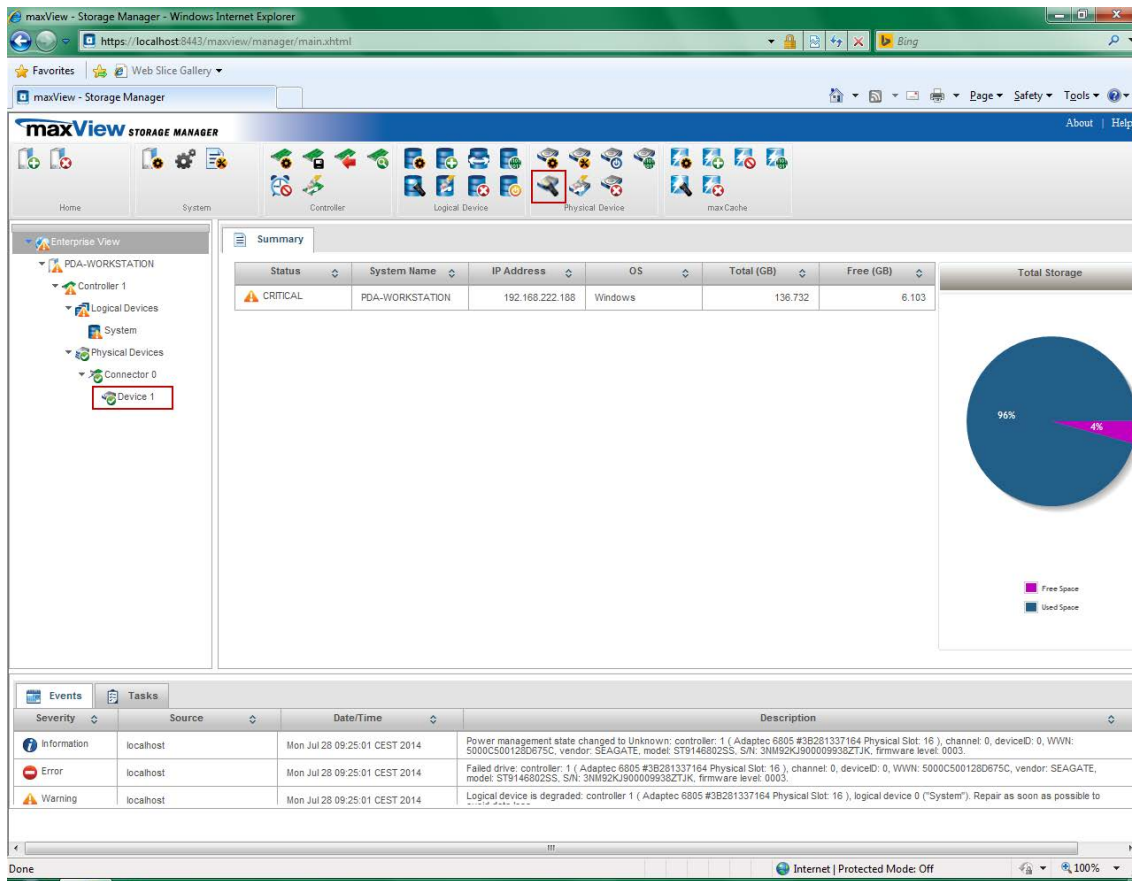 maxView - Storage Manager - Windows Internet Explorer
https://localhost:8443/maxview/manager/main.xhtml
Bing
Favorites
Web Slice Gallery
maxView - Storage Manager
Page
Safety
Tools
maxView STORAGE MANAGER
About | Help
Home
System
Controller
Logical Device
Physical Device
maxCache
Enterprise View
PDA-WORKSTATION
Controller 1
Logical Devices
System
Physical Devices
Connector 0
Device 1
Summary
Status System Name IP Address OS Total (GB) Free (GB)
CRITICAL PDA-WORKSTATION 192.168.222.188 Windows 136.732 6.103
Total Storage
96%
4%
Free Space
Used Space
Events
Tasks
Severity Source Date/Time Description
Information localhost Mon Jul 28 09:25:01 CEST 2014 Power management state changed to Unknown: controller: 1 ( Adaptec 6805 #3B281337164 Physical Slot: 16 ), channel: 0, deviceID: 0, WWN:
5000C500128D675C, vendor: SEAGATE, model: ST9146802SS, S/N: 3NM92KJ900009938ZTJK, firmware level: 0003.
Error localhost Mon Jul 28 09:25:01 CEST 2014 Failed drive: controller: 1 ( Adaptec 6805 #3B281337164 Physical Slot: 16 ), channel: 0, deviceID: 0, WWN: 5000C500128D675C, vendor: SEAGATE,
model: ST9146802SS, S/N: 3NM92KJ900009938ZTJK, firmware level: 0003.
Warning localhost Mon Jul 28 09:25:01 CEST 2014 Logical device is degraded: controller 1 ( Adaptec 6805 #3B281337164 Physical Slot: 16 ), logical device 0 ("System"). Repair as soon as possible to
Done
Internet | Protected Mode: Off
100%